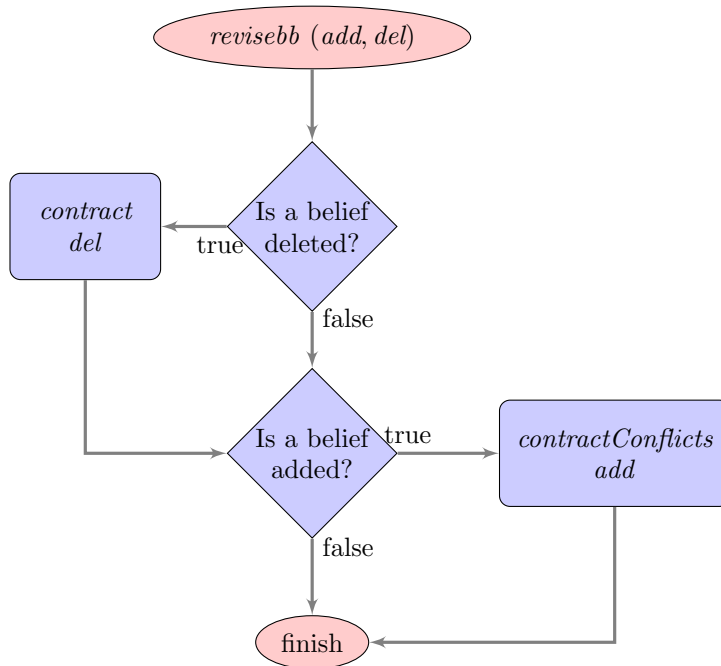 revisebb (add, del)
Is a belief
deleted?
true
contract
del
false
Is a belief
added?
true
contractConflicts
add
false
finish